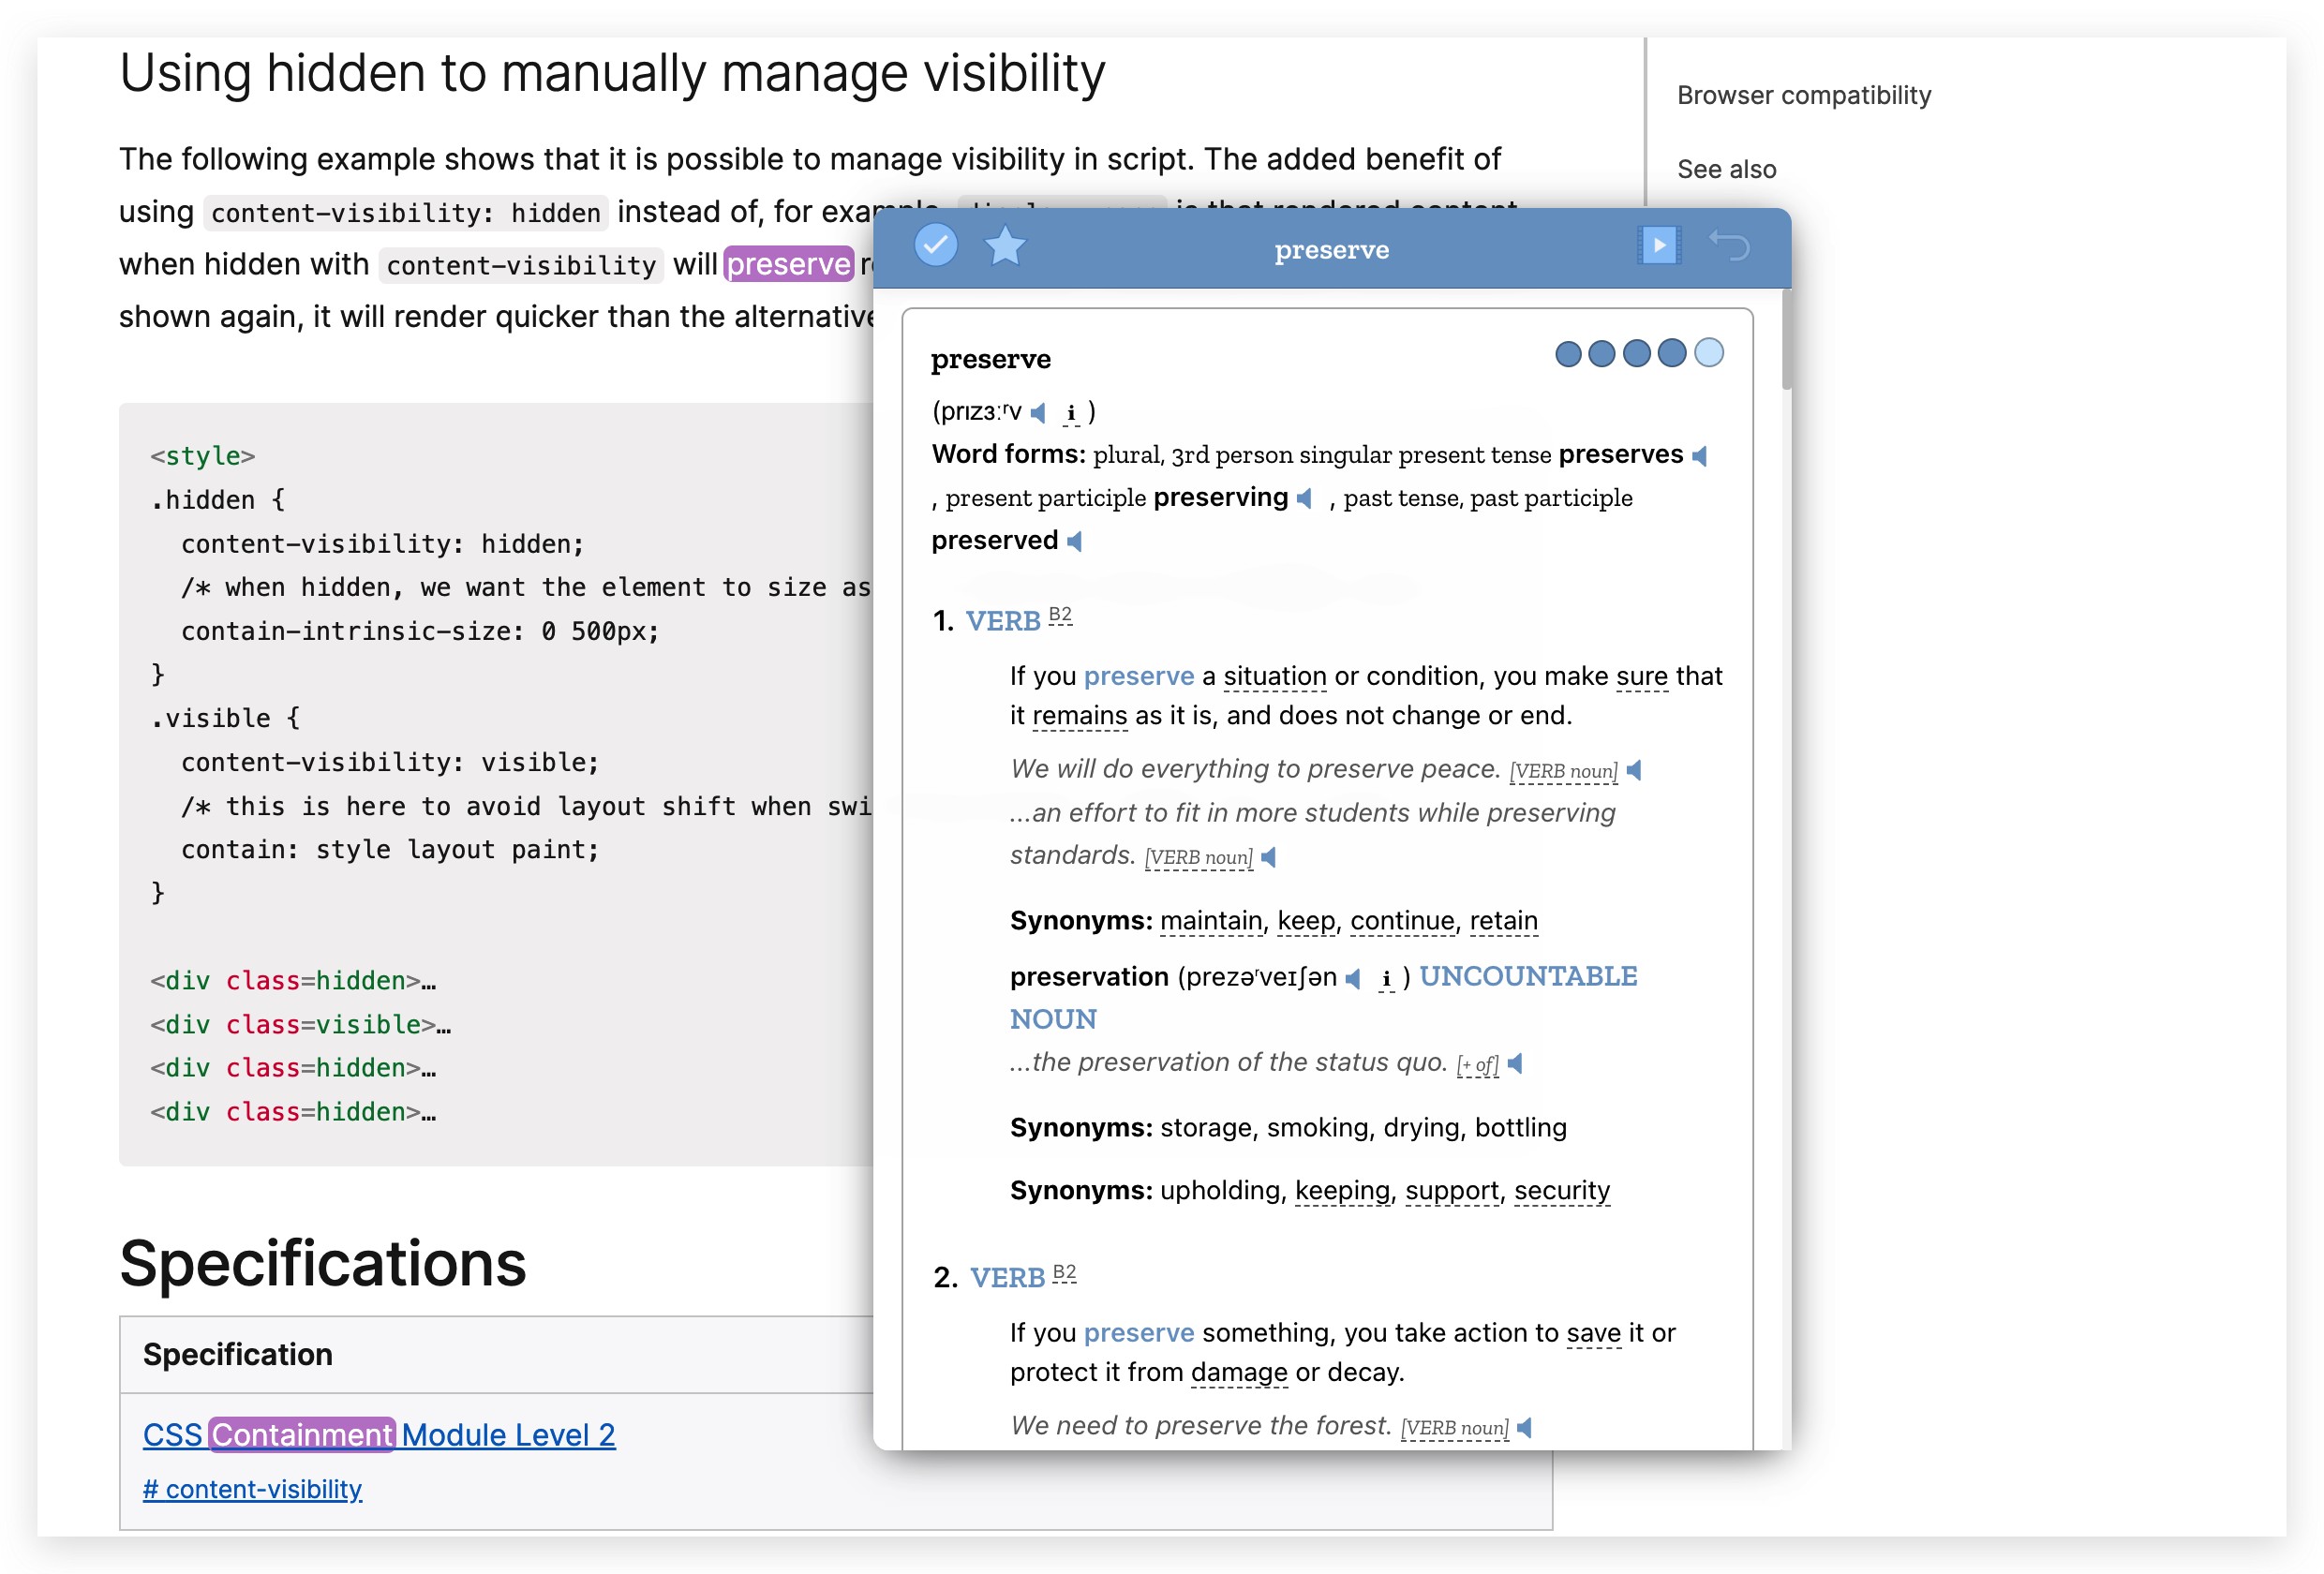 Using hidden to manually manage visibility
The following example shows that it is possible to manage visibility in script. The added benefit of
using content-visibility: hidden instead of, for
when hidden with content-visibility will preserve
shown again, it will render quicker than the alternative
<style>
.hidden {
  content-visibility: hidden;
  /* when hidden, we want the element to size as
  contain-intrinsic-size: 0 500px;
}
.visible {
  content-visibility: visible;
  /* this is here to avoid layout shift when swi
  contain: style layout paint;
}
<div class=hidden>…
<div class=visible>…
<div class=hidden>…
<div class=hidden>…
Specifications
Specification
CSS Containment Module Level 2
# content-visibility
Browser compatibility
See also
preserve
preserve
(prɪzɜːʳv i )
Word forms: plural, 3rd person singular present tense preserves
, present participle preserving , past tense, past participle
preserved
1. VERB B2
If you preserve a situation or condition, you make sure that
it remains as it is, and does not change or end.
We will do everything to preserve peace. [VERB noun]
...an effort to fit in more students while preserving
standards. [VERB noun]
Synonyms: maintain, keep, continue, retain
preservation (prezəʳveɪʃən i ) UNCOUNTABLE
NOUN
...the preservation of the status quo. [+ of]
Synonyms: storage, smoking, drying, bottling
Synonyms: upholding, keeping, support, security
2. VERB B2
If you preserve something, you take action to save it or
protect it from damage or decay.
We need to preserve the forest. [VERB noun]